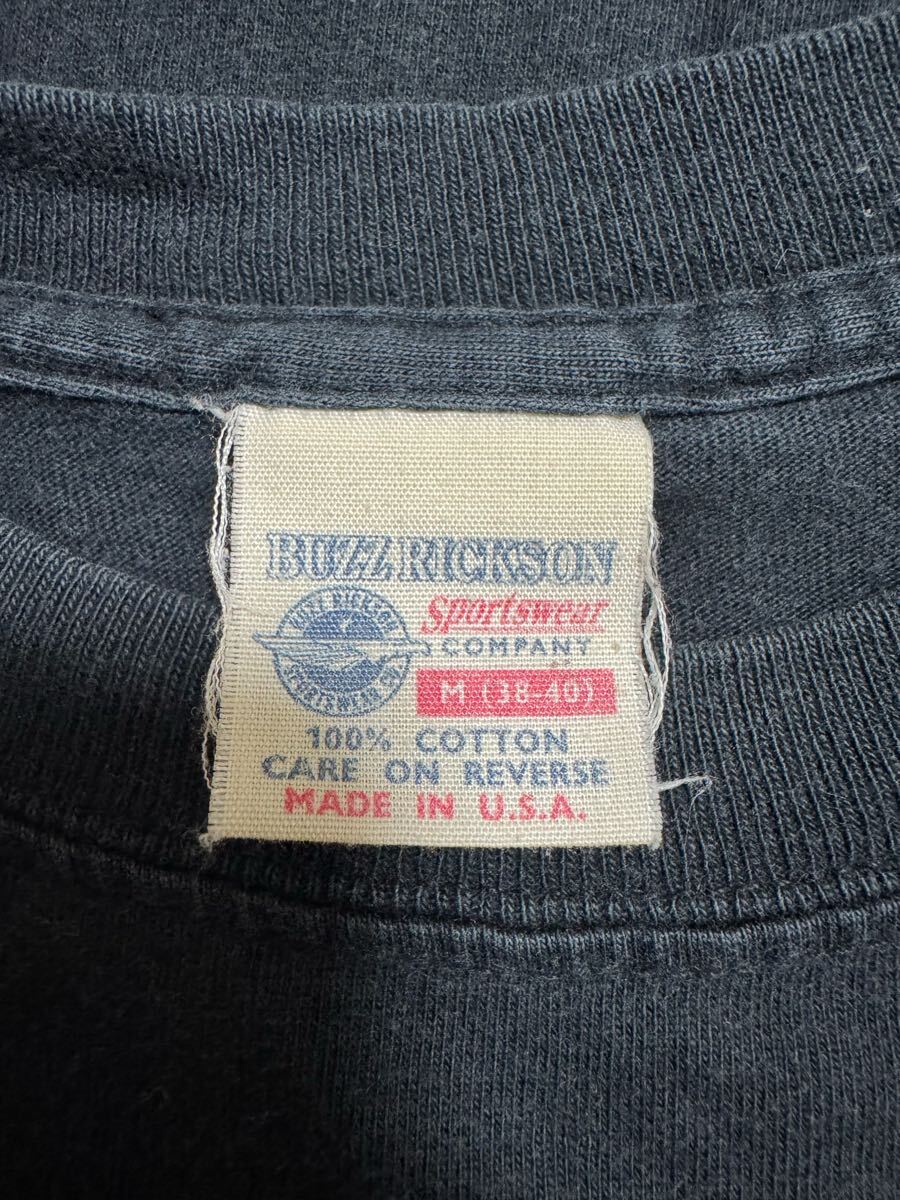 BUZZ RICKSON
Sportswear
COMPANY
M (38-40)
100% COTTON
CARE ON REVERSE
MADE IN U.S.A.